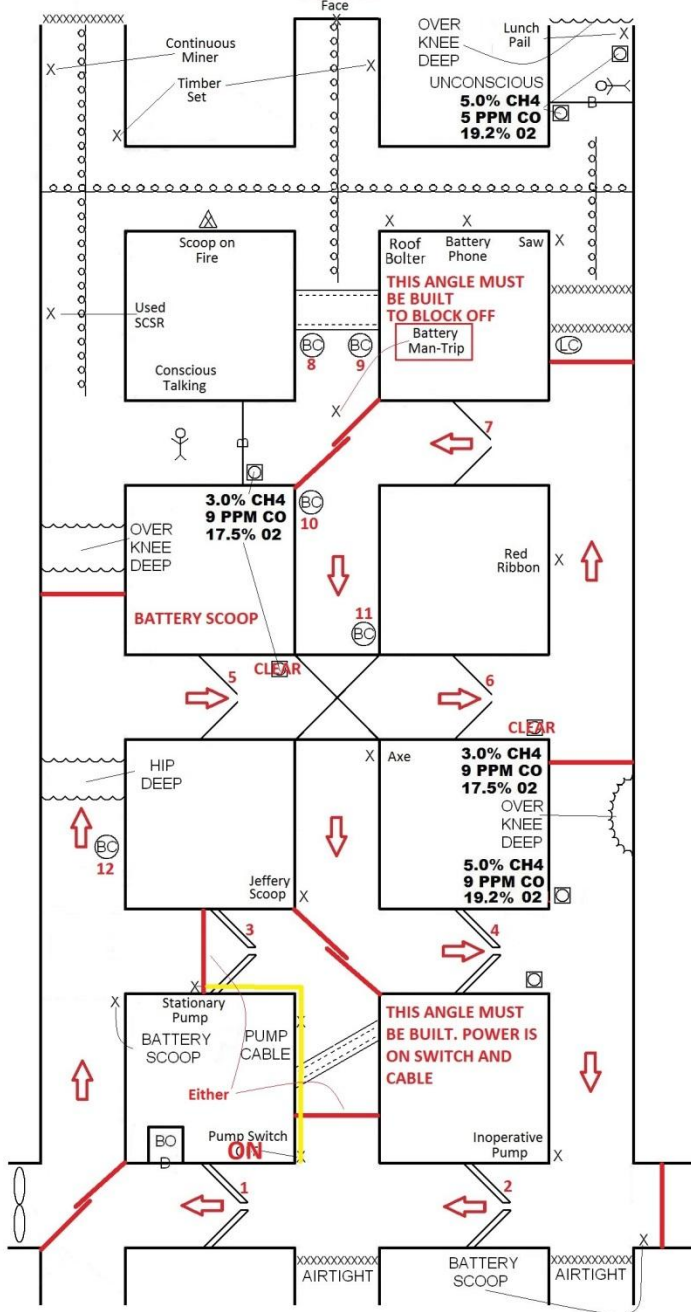 Face
OVER
KNEE
DEEP
Lunch
Pail
Continuous
Miner
Timber
Set
UNCONSCIOUS
5.0% CH4
5 PPM CO
19.2% 02
D
Scoop on
Fire
Roof
Bolter
Battery
Phone
Saw
THIS ANGLE MUST
BE BUILT
TO BLOCK OFF
Used
SCSR
Battery
Man-Trip
BC
8
BC
9
LC
Conscious
Talking
7
D
3.0% CH4
9 PPM CO
17.5% 02
BC
10
OVER
KNEE
DEEP
Red
Ribbon
BATTERY SCOOP
11
BC
5
CLEAR
6
CLEAR
HIP
DEEP
Axe
3.0% CH4
9 PPM CO
17.5% 02
OVER
KNEE
DEEP
BC
12
5.0% CH4
9 PPM CO
19.2% 02
Jeffery
Scoop
3
4
Stationary
Pump
BATTERY
SCOOP
PUMP
CABLE
THIS ANGLE MUST
BE BUILT. POWER IS
ON SWITCH AND
CABLE
Either
BO
D
Pump Switch
ON
Inoperative
Pump
1
2
AIRTIGHT
BATTERY
SCOOP
AIRTIGHT